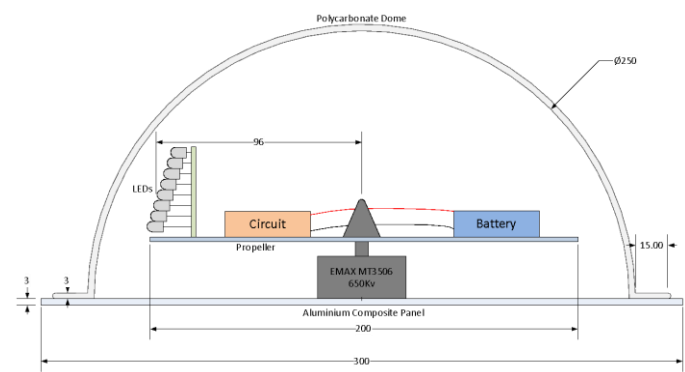 Polycarbonate Dome
Ø250
96
LEDs
Circuit
Battery
Propeller
15.00
EMAX MT3506
650Kv
3
3
Aluminium Composite Panel
200
300